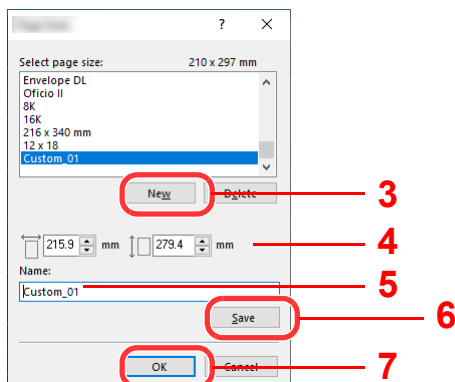 ?
Select page size: 210 x 297 mm
Envelope DL
Oficio II
8K
16K
216 x 340 mm
12 x 18
Custom_01
New Delete 3
215.9 mm 279.4 mm 4
Name:
Custom_01 5
Save 6
OK Cancel 7